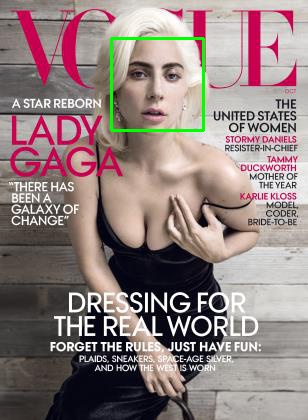 VOGUE
OCT
A STAR REBORN
LADY
GAGA
"THERE HAS
BEEN A
GALAXY OF
CHANGE"
THE
UNITED STATES
OF WOMEN
STORMY DANIELS
RESISTER-IN-CHIEF
TAMMY
DUCKWORTH
MOTHER OF
THE YEAR
KARLIE KLOSS
MODEL,
CODER,
BRIDE-TO-BE
DRESSING FOR
THE REAL WORLD
FORGET THE RULES, JUST HAVE FUN:
PLAIDS, SNEAKERS, SPACE-AGE SILVER,
AND HOW THE WEST IS WORN